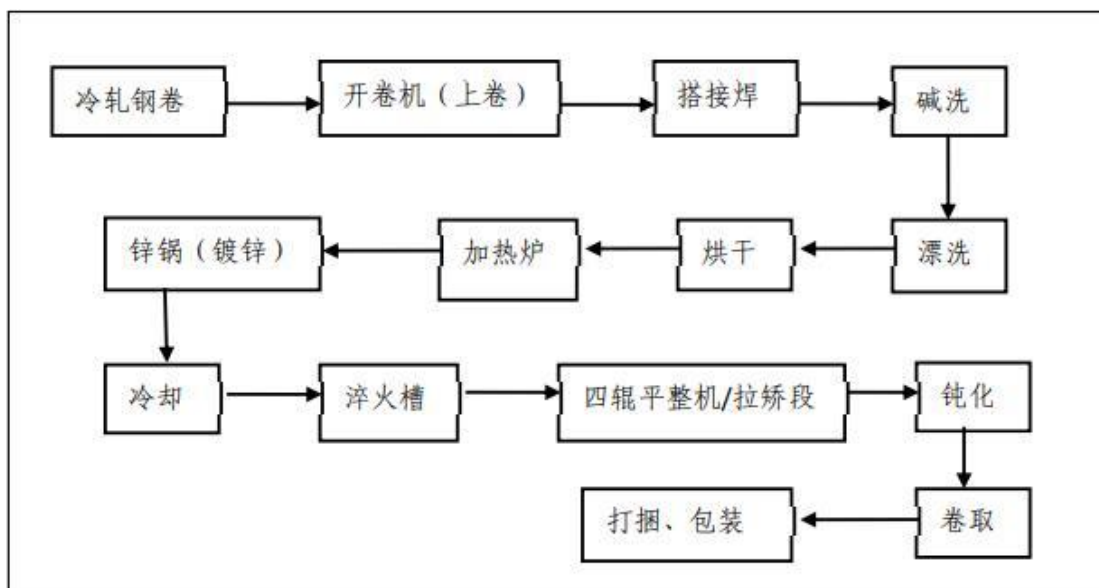 冷轧钢卷
开卷机（上卷）
搭接焊
碱洗
漂洗
烘干
加热炉
锌锅（镀锌）
冷却
淬火槽
四辊平整机/拉矫段
钝化
卷取
打捆、包装